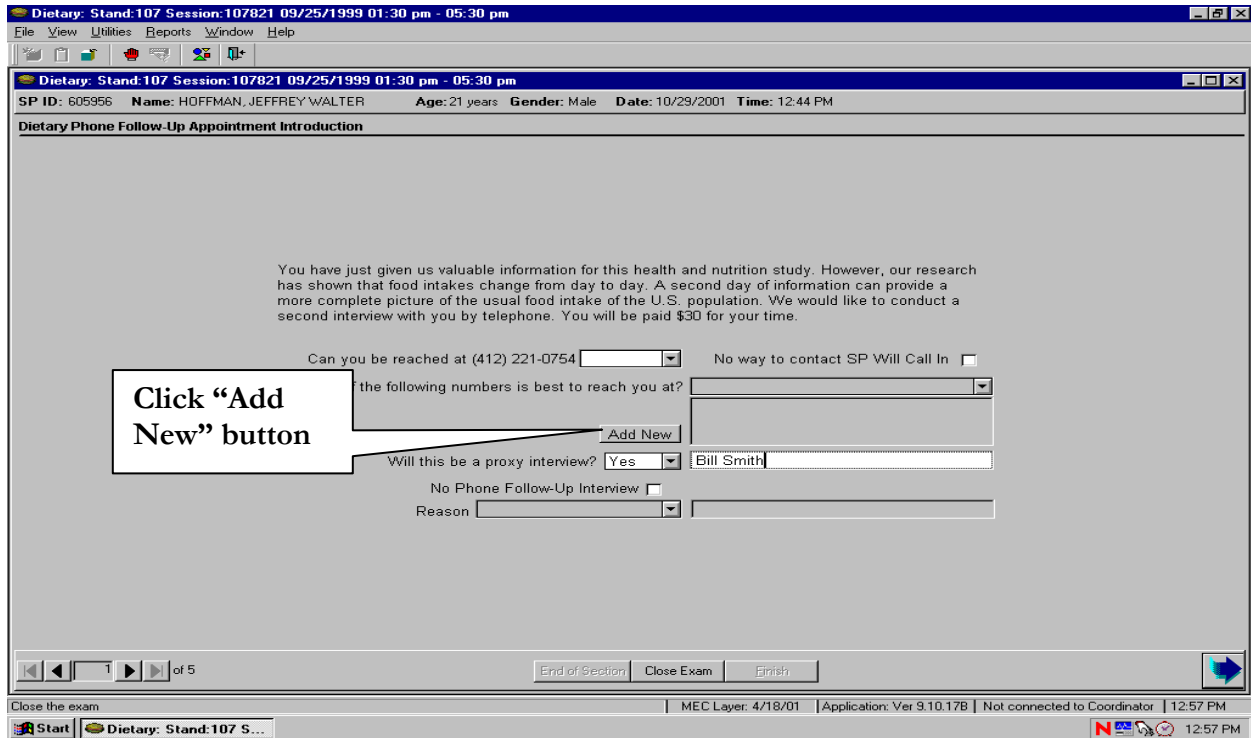 Dietary: Stand:107 Session:107821 09/25/1999 01:30 pm - 05:30 pm
File View Utilities Reports Window Help
Dietary: Stand:107 Session:107821 09/25/1999 01:30 pm - 05:30 pm
SP ID: 605956 Name: HOFFMAN, JEFFREY WALTER Age: 21 years Gender: Male Date: 10/29/2001 Time: 12:44 PM
Dietary Phone Follow-Up Appointment Introduction
You have just given us valuable information for this health and nutrition study. However, our research
has shown that food intakes change from day to day. A second day of information can provide a
more complete picture of the usual food intake of the U.S. population. We would like to conduct a
second interview with you by telephone. You will be paid $30 for your time.
Can you be reached at (412) 221-0754 No way to contact SP Will Call In
the following numbers is best to reach you at?
Click “Add
New” button
Add New
Will this be a proxy interview? Yes Bill Smith
No Phone Follow-Up Interview
Reason
1 of 5 End of Section Close Exam Finish
Close the exam MEC Layer: 4/18/01 Application: Ver 9.10.17B Not connected to Coordinator 12:57 PM
Start Dietary: Stand:107 S... N 12:57 PM